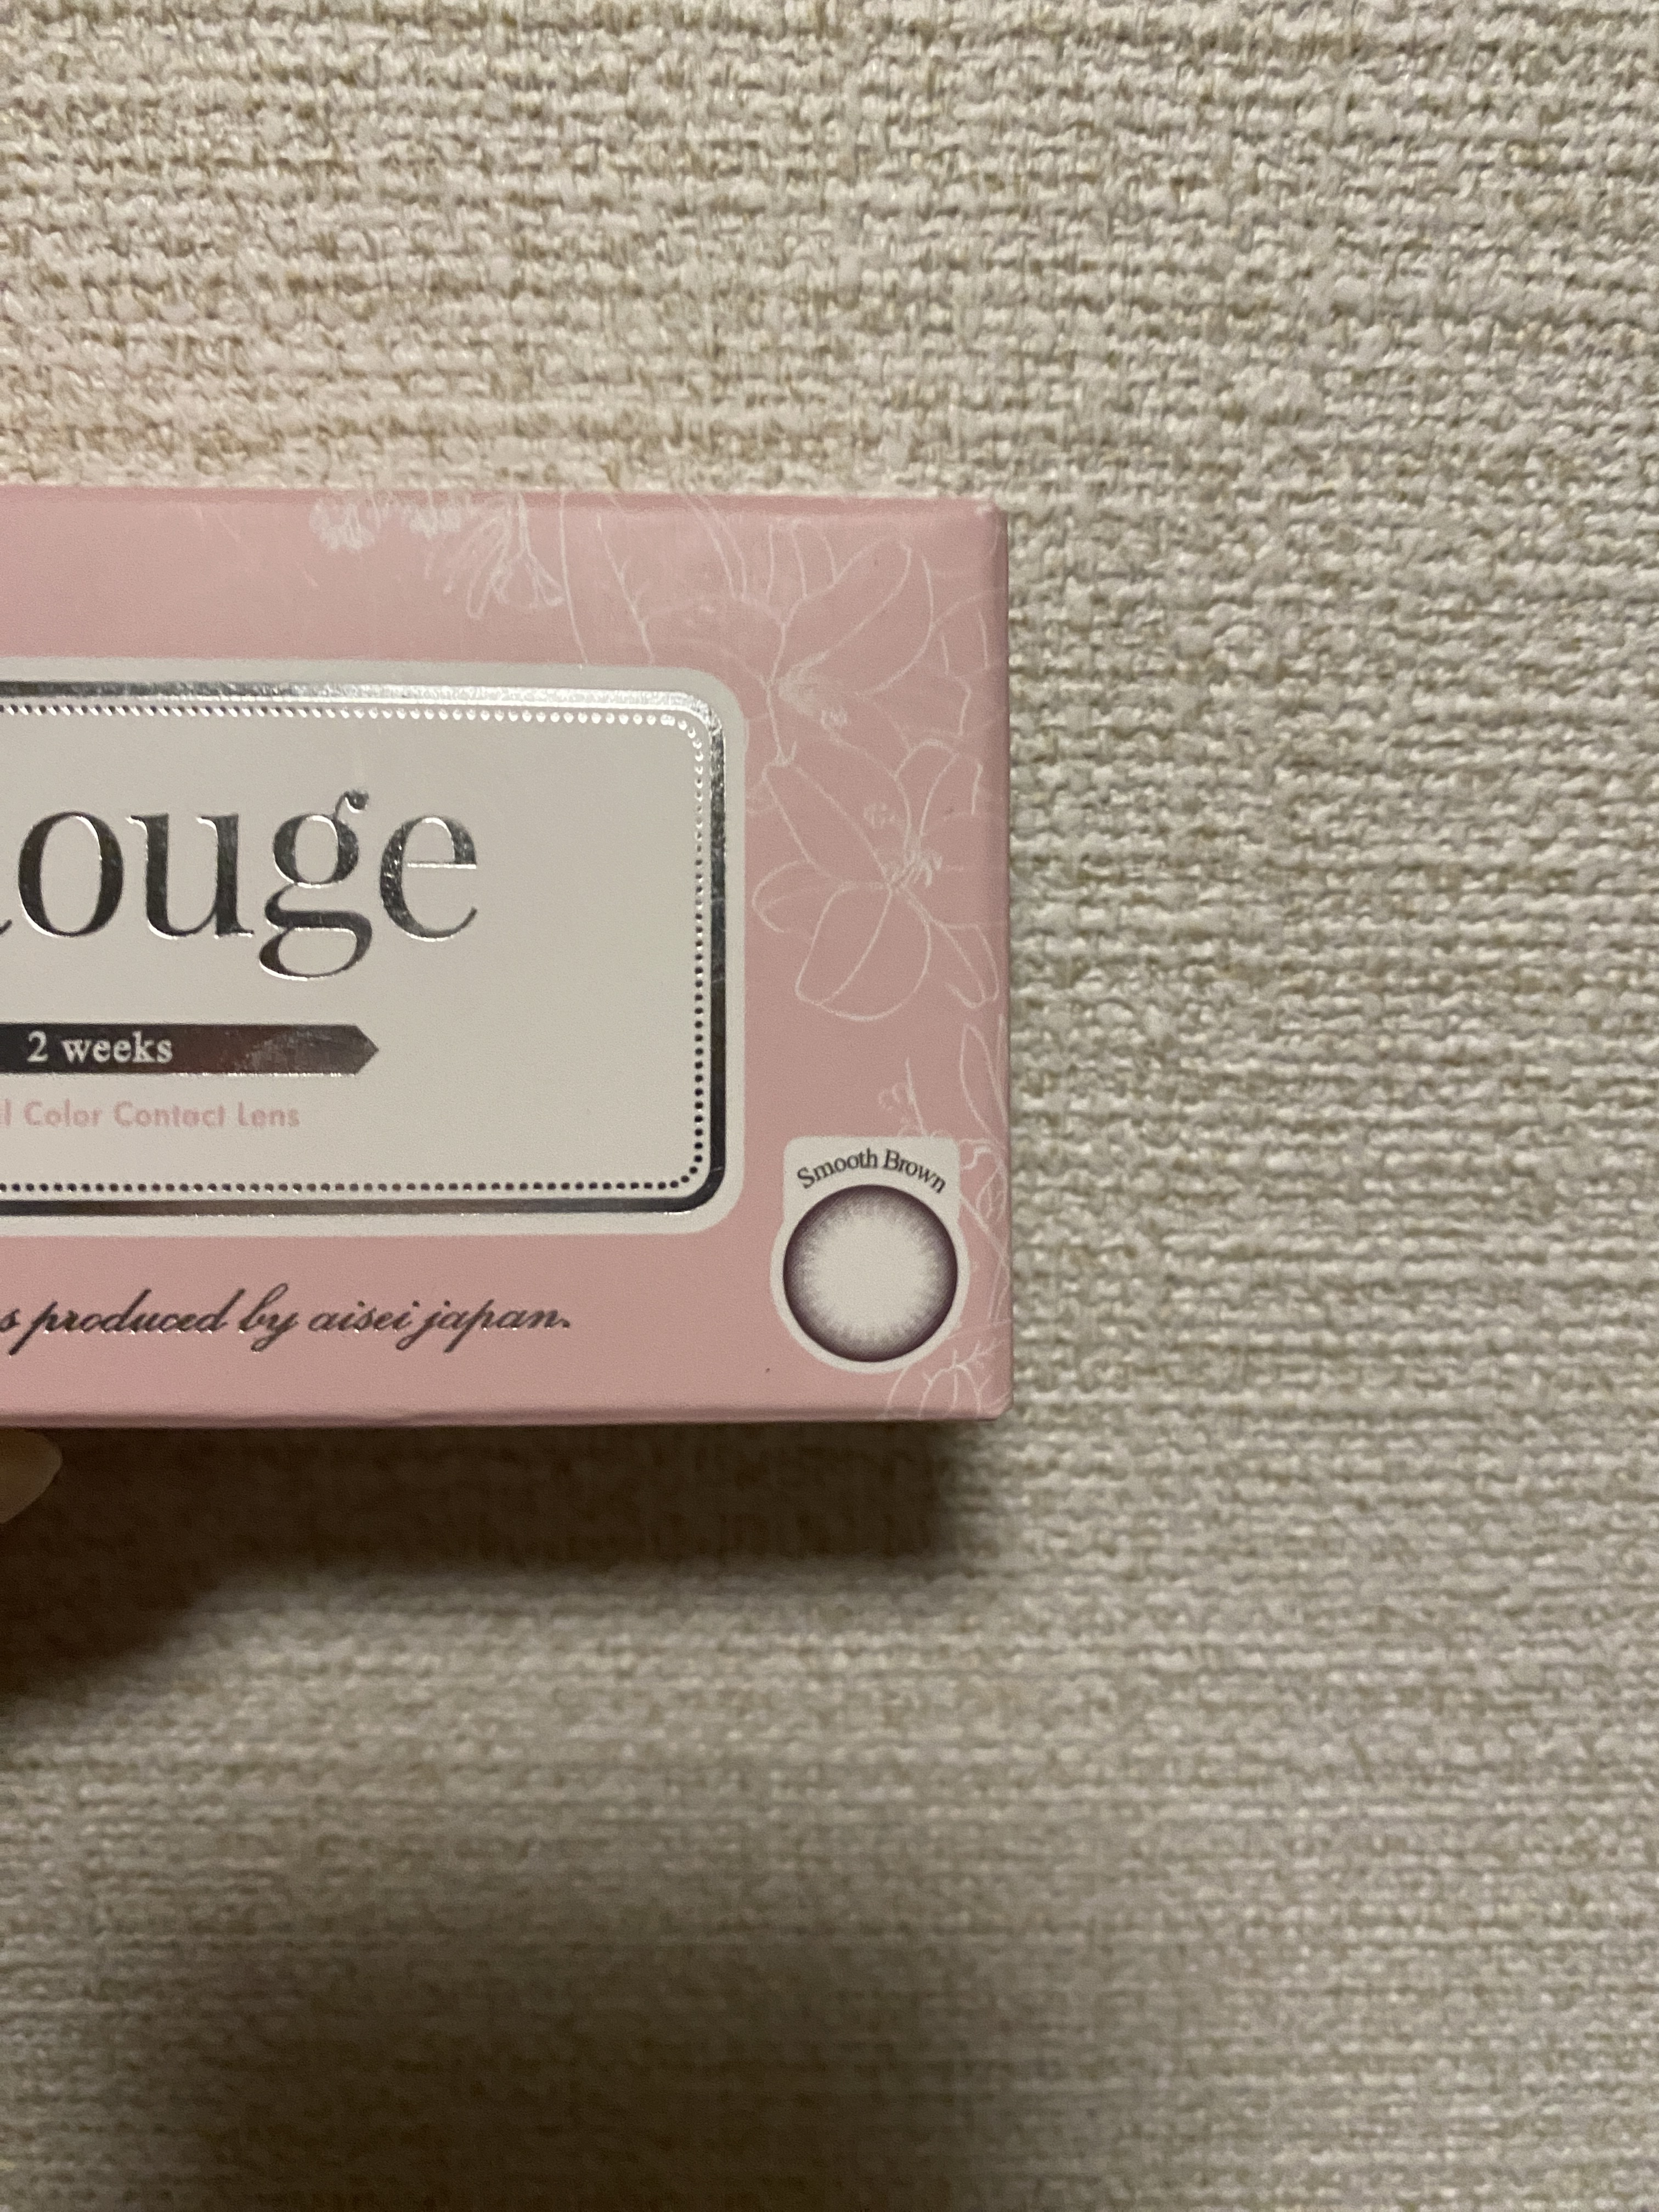 ouge
2 weeks
l Color Contact Lens
Smooth Brown
s produced by aisei japan.